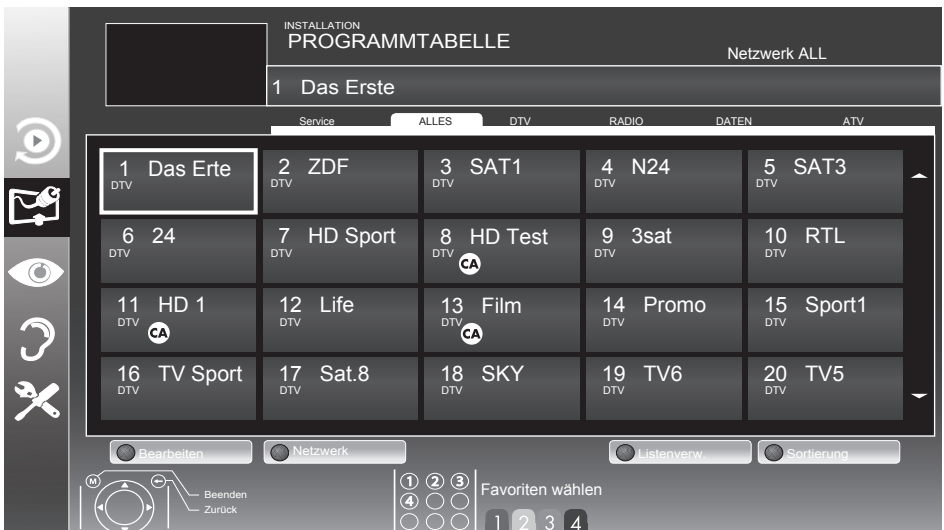 INSTALLATION
PROGRAMMTABELLE
Netzwerk ALL
1 Das Erste
Service ALLES DTV RADIO DATEN ATV
1 Das Erte 2 ZDF 3 SAT1 4 N24 5 SAT3
DTV DTV DTV DTV DTV
6 24 7 HD Sport 8 HD Test 9 3sat 10 RTL
DTV DTV DTV DTV DTV
CA
11 HD 1 12 Life 13 Film 14 Promo 15 Sport1
DTV DTV DTV DTV DTV
CA CA
16 TV Sport 17 Sat.8 18 SKY 19 TV6 20 TV5
DTV DTV DTV DTV DTV
Bearbeiten Netzwerk Listenverw. Sortierung
M
Beenden
Zurück
1 2 3
4
Favoriten wählen
1 2 3 4